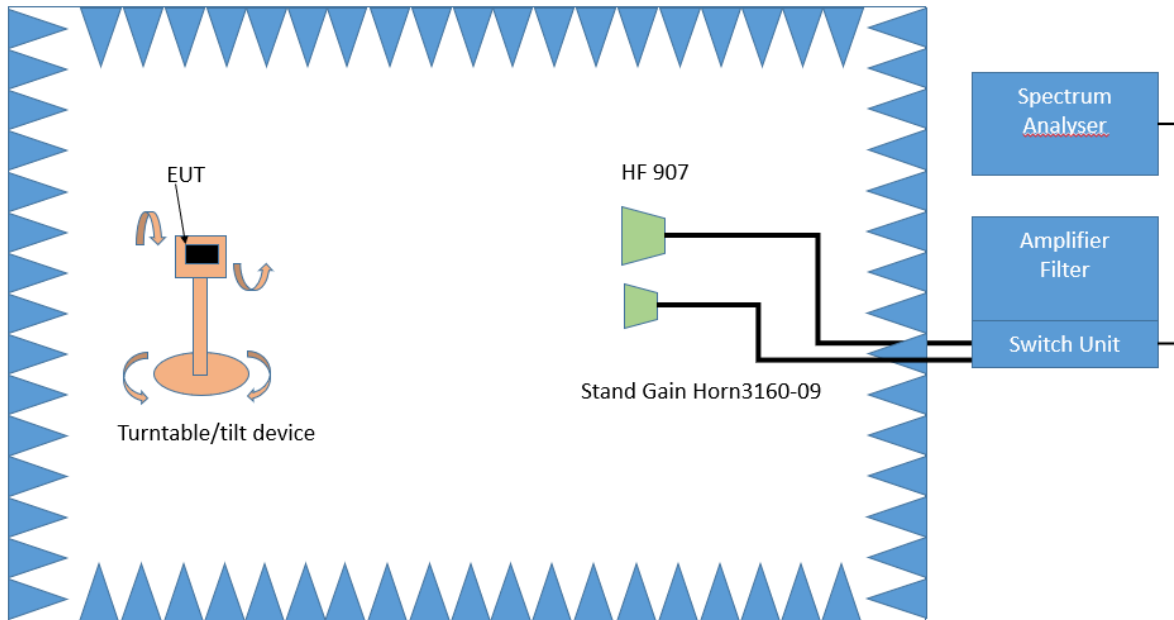 Spectrum
Analyser
EUT
HF 907
Amplifier
Filter
Switch Unit
Stand Gain Horn3160-09
Turntable/tilt device